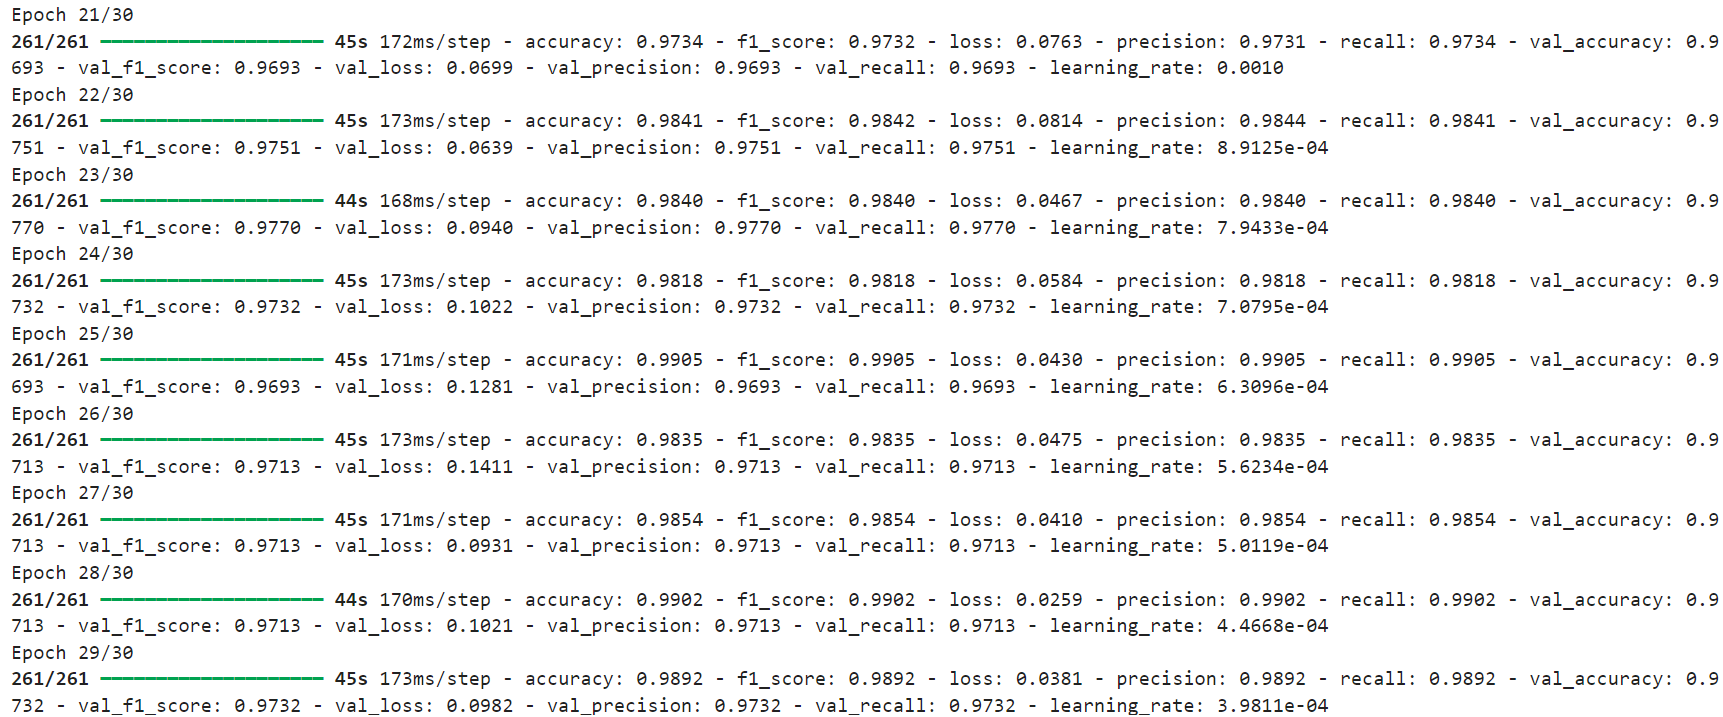 Epoch 21/30
261/261 ━━━━━━━━━━━━━━━━━━━━ 45s 172ms/step - accuracy: 0.9734 - f1_score: 0.9732 - loss: 0.0763 - precision: 0.9731 - recall: 0.9734 - val_accuracy: 0.9
693 - val_f1_score: 0.9693 - val_loss: 0.0699 - val_precision: 0.9693 - val_recall: 0.9693 - learning_rate: 0.0010
Epoch 22/30
261/261 ━━━━━━━━━━━━━━━━━━━━ 45s 173ms/step - accuracy: 0.9841 - f1_score: 0.9842 - loss: 0.0814 - precision: 0.9844 - recall: 0.9841 - val_accuracy: 0.9
751 - val_f1_score: 0.9751 - val_loss: 0.0639 - val_precision: 0.9751 - val_recall: 0.9751 - learning_rate: 8.9125e-04
Epoch 23/30
261/261 ━━━━━━━━━━━━━━━━━━━━ 44s 168ms/step - accuracy: 0.9840 - f1_score: 0.9840 - loss: 0.0467 - precision: 0.9840 - recall: 0.9840 - val_accuracy: 0.9
770 - val_f1_score: 0.9770 - val_loss: 0.0940 - val_precision: 0.9770 - val_recall: 0.9770 - learning_rate: 7.9433e-04
Epoch 24/30
261/261 ━━━━━━━━━━━━━━━━━━━━ 45s 173ms/step - accuracy: 0.9818 - f1_score: 0.9818 - loss: 0.0584 - precision: 0.9818 - recall: 0.9818 - val_accuracy: 0.9
732 - val_f1_score: 0.9732 - val_loss: 0.1022 - val_precision: 0.9732 - val_recall: 0.9732 - learning_rate: 7.0795e-04
Epoch 25/30
261/261 ━━━━━━━━━━━━━━━━━━━━ 45s 171ms/step - accuracy: 0.9905 - f1_score: 0.9905 - loss: 0.0430 - precision: 0.9905 - recall: 0.9905 - val_accuracy: 0.9
693 - val_f1_score: 0.9693 - val_loss: 0.1281 - val_precision: 0.9693 - val_recall: 0.9693 - learning_rate: 6.3096e-04
Epoch 26/30
261/261 ━━━━━━━━━━━━━━━━━━━━ 45s 173ms/step - accuracy: 0.9835 - f1_score: 0.9835 - loss: 0.0475 - precision: 0.9835 - recall: 0.9835 - val_accuracy: 0.9
713 - val_f1_score: 0.9713 - val_loss: 0.1411 - val_precision: 0.9713 - val_recall: 0.9713 - learning_rate: 5.6234e-04
Epoch 27/30
261/261 ━━━━━━━━━━━━━━━━━━━━ 45s 171ms/step - accuracy: 0.9854 - f1_score: 0.9854 - loss: 0.0410 - precision: 0.9854 - recall: 0.9854 - val_accuracy: 0.9
713 - val_f1_score: 0.9713 - val_loss: 0.0931 - val_precision: 0.9713 - val_recall: 0.9713 - learning_rate: 5.0119e-04
Epoch 28/30
261/261 ━━━━━━━━━━━━━━━━━━━━ 44s 170ms/step - accuracy: 0.9902 - f1_score: 0.9902 - loss: 0.0259 - precision: 0.9902 - recall: 0.9902 - val_accuracy: 0.9
713 - val_f1_score: 0.9713 - val_loss: 0.1021 - val_precision: 0.9713 - val_recall: 0.9713 - learning_rate: 4.4668e-04
Epoch 29/30
261/261 ━━━━━━━━━━━━━━━━━━━━ 45s 173ms/step - accuracy: 0.9892 - f1_score: 0.9892 - loss: 0.0381 - precision: 0.9892 - recall: 0.9892 - val_accuracy: 0.9
732 - val_f1_score: 0.9732 - val_loss: 0.0982 - val_precision: 0.9732 - val_recall: 0.9732 - learning_rate: 3.9811e-04